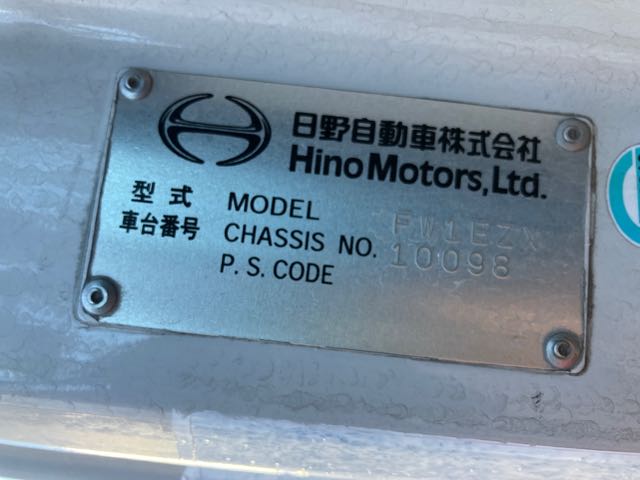 日野自動車株式会社
Hino Motors, Ltd.
型式 MODEL FW1EZX
車台番号 CHASSIS NO. 10098
P. S. CODE